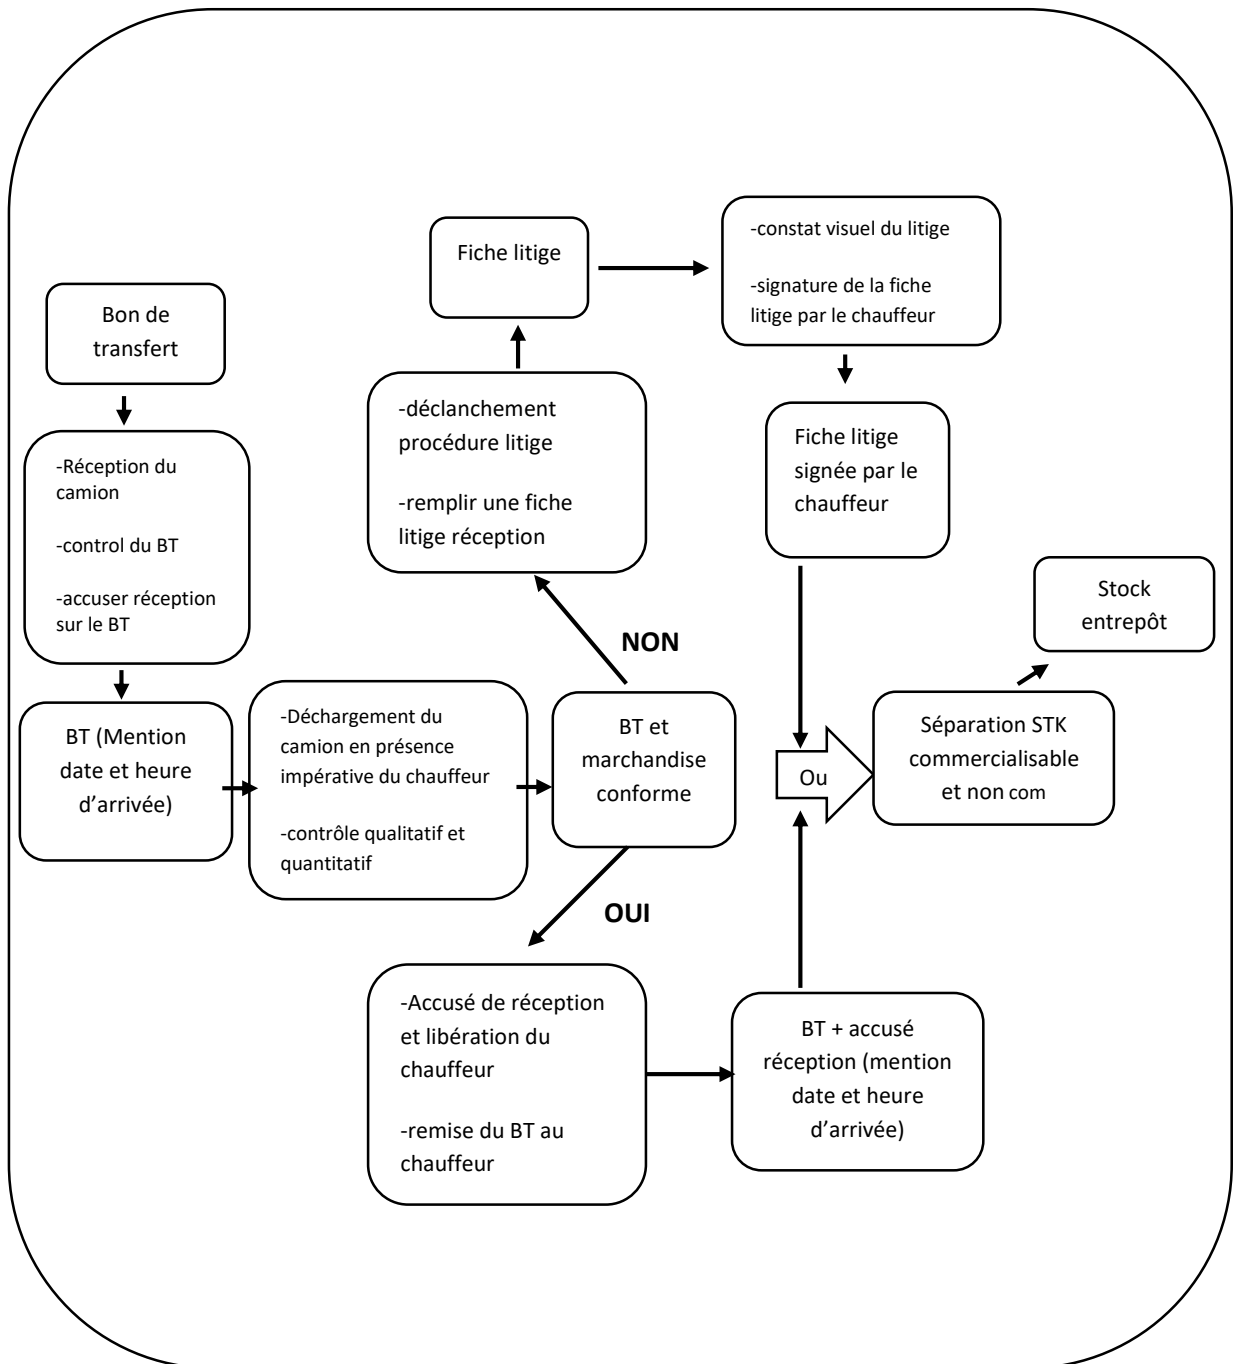 Bon de
transfert
-Réception du
camion
-control du BT
-accuser réception
sur le BT
BT (Mention
date et heure
d’arrivée)
-Déchargement du
camion en présence
impérative du chauffeur
-contrôle qualitatif et
quantitatif
BT et
marchandise
conforme
NON
-déclanchement
procédure litige
-remplir une fiche
litige réception
Fiche litige
-constat visuel du litige
-signature de la fiche
litige par le chauffeur
Fiche litige
signée par le
chauffeur
OUI
-Accusé de réception
et libération du
chauffeur
-remise du BT au
chauffeur
BT + accusé
réception (mention
date et heure
d’arrivée)
Ou
Séparation STK
commercialisable
et non com
Stock
entrepôt